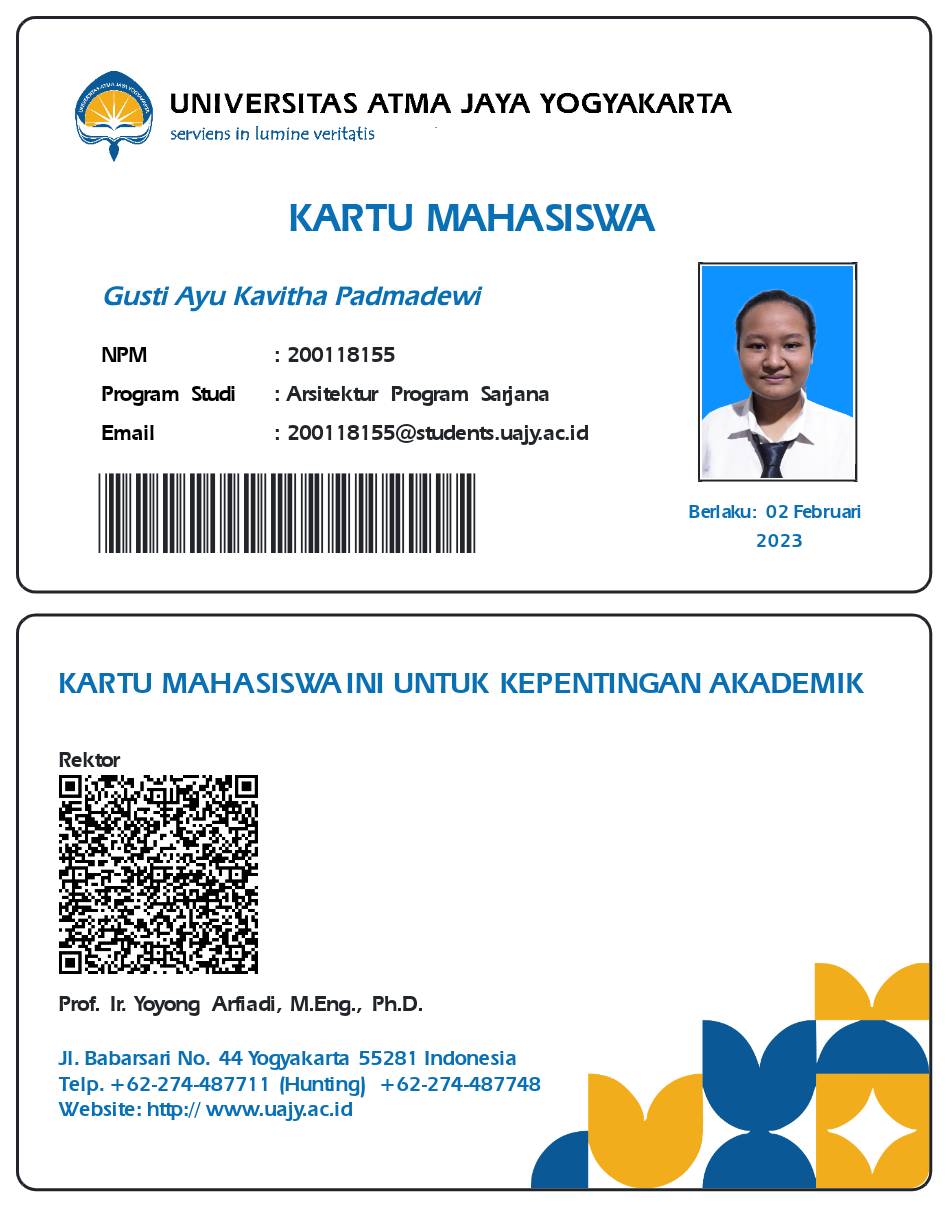 UNIVERSITAS ATMA JAYA YOGYAKARTA
serviens in lumine veritatis
KARTU MAHASISWA
Gusti Ayu Kavitha Padmadewi
NPM : 200118155
Program Studi : Arsitektur Program Sarjana
Email : 200118155@students.uajy.ac.id
Berlaku: 02 Februari
2023
KARTU MAHASISWA INI UNTUK KEPENTINGAN AKADEMIK
Rektor
Prof. Ir. Yoyong Arfiadi, M.Eng., Ph.D.
Jl. Babarsari No. 44 Yogyakarta 55281 Indonesia
Telp. +62-274-487711 (Hunting) +62-274-487748
Website: http:// www.uajy.ac.id